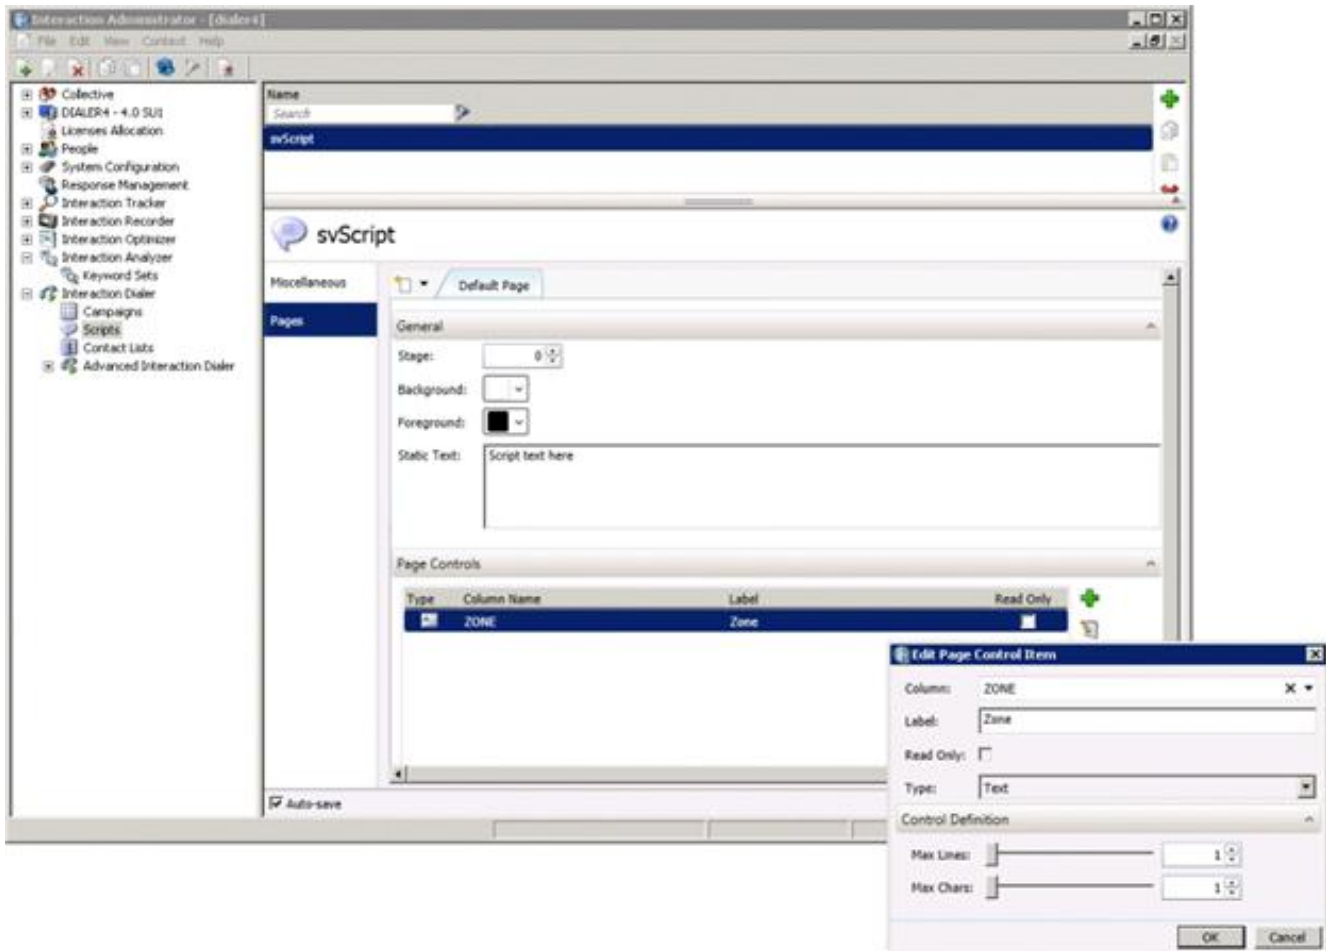 Interaction Administrator - [dialer4]
File Edit View Context Help
Collective
DIALER4 - 4.0 SU1
Licenses Allocation
People
System Configuration
Response Management
Interaction Tracker
Interaction Recorder
Interaction Optimizer
Interaction Analyzer
Keyword Sets
Interaction Dialer
Campaigns
Scripts
Contact Lists
Advanced Interaction Dialer
Name
Search
svScript
svScript
Miscellaneous
Pages
Default Page
General
Stage: 0
Background:
Foreground:
Static Text: Script text here
Page Controls
Type Column Name Label Read Only
ZONE Zone
Auto-save
Edit Page Control Item
Column: ZONE
Label: Zone
Read Only:
Type: Text
Control Definition
Max Lines: 1
Max Chars: 1
OK Cancel